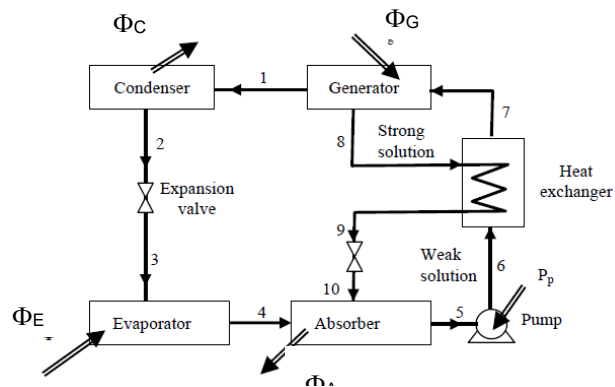 ΦC
ΦG
Condenser
1
Generator
7
2
8
Strong
solution
Heat
exchanger
Expansion
valve
9
Weak
solution
6
3
10
Pp
ΦE
Evaporator
4
Absorber
5
Pump
ΦA